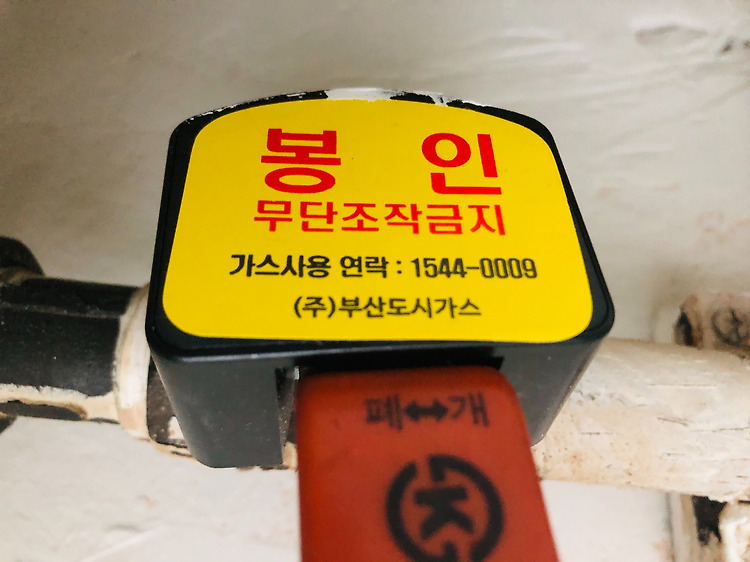 봉 인
무단조작금지
가스사용 연락 : 1544-0009
(주)부산도시가스
폐↔개